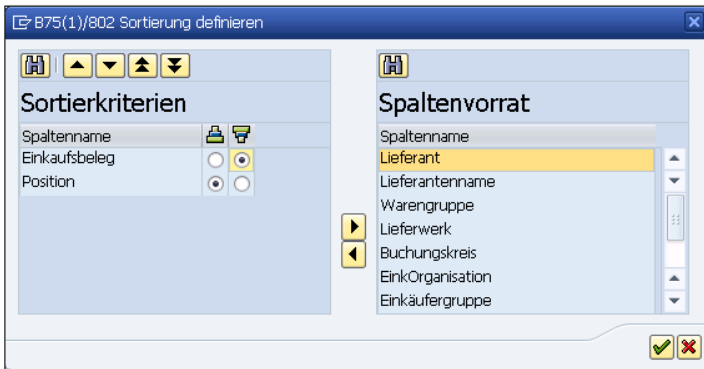 B75(1)/802 Sortierung definieren
Sortierkriterien
Spaltenname
Einkaufsbeleg
Position
Spaltenvorrat
Spaltenname
Lieferant
Lieferantenname
Warengruppe
Lieferwerk
Buchungskreis
EinkOrganisation
Einkäufergruppe